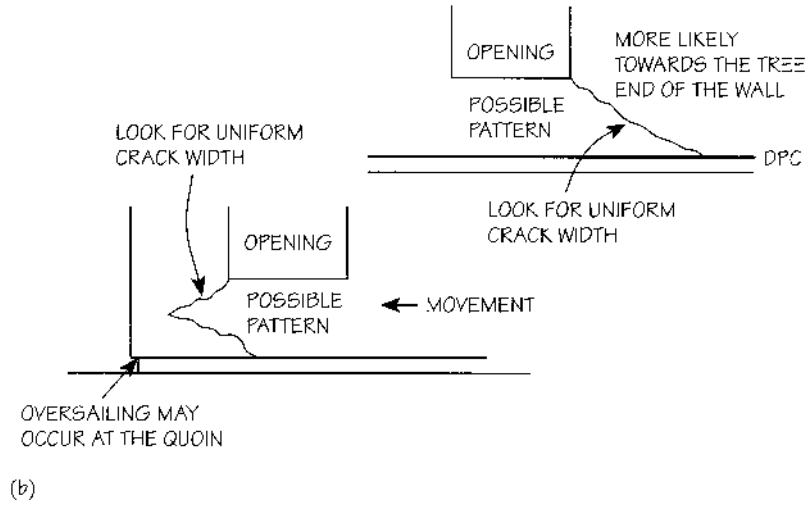 OPENING
MORE LIKELY
TOWARDS THE TREE
END OF THE WALL
POSSIBLE
PATTERN
DPC
LOOK FOR UNIFORM
CRACK WIDTH
LOOK FOR UNIFORM
CRACK WIDTH
OPENING
POSSIBLE
PATTERN
MOVEMENT
OVERSAILING MAY
OCCUR AT THE QUOIN
(b)